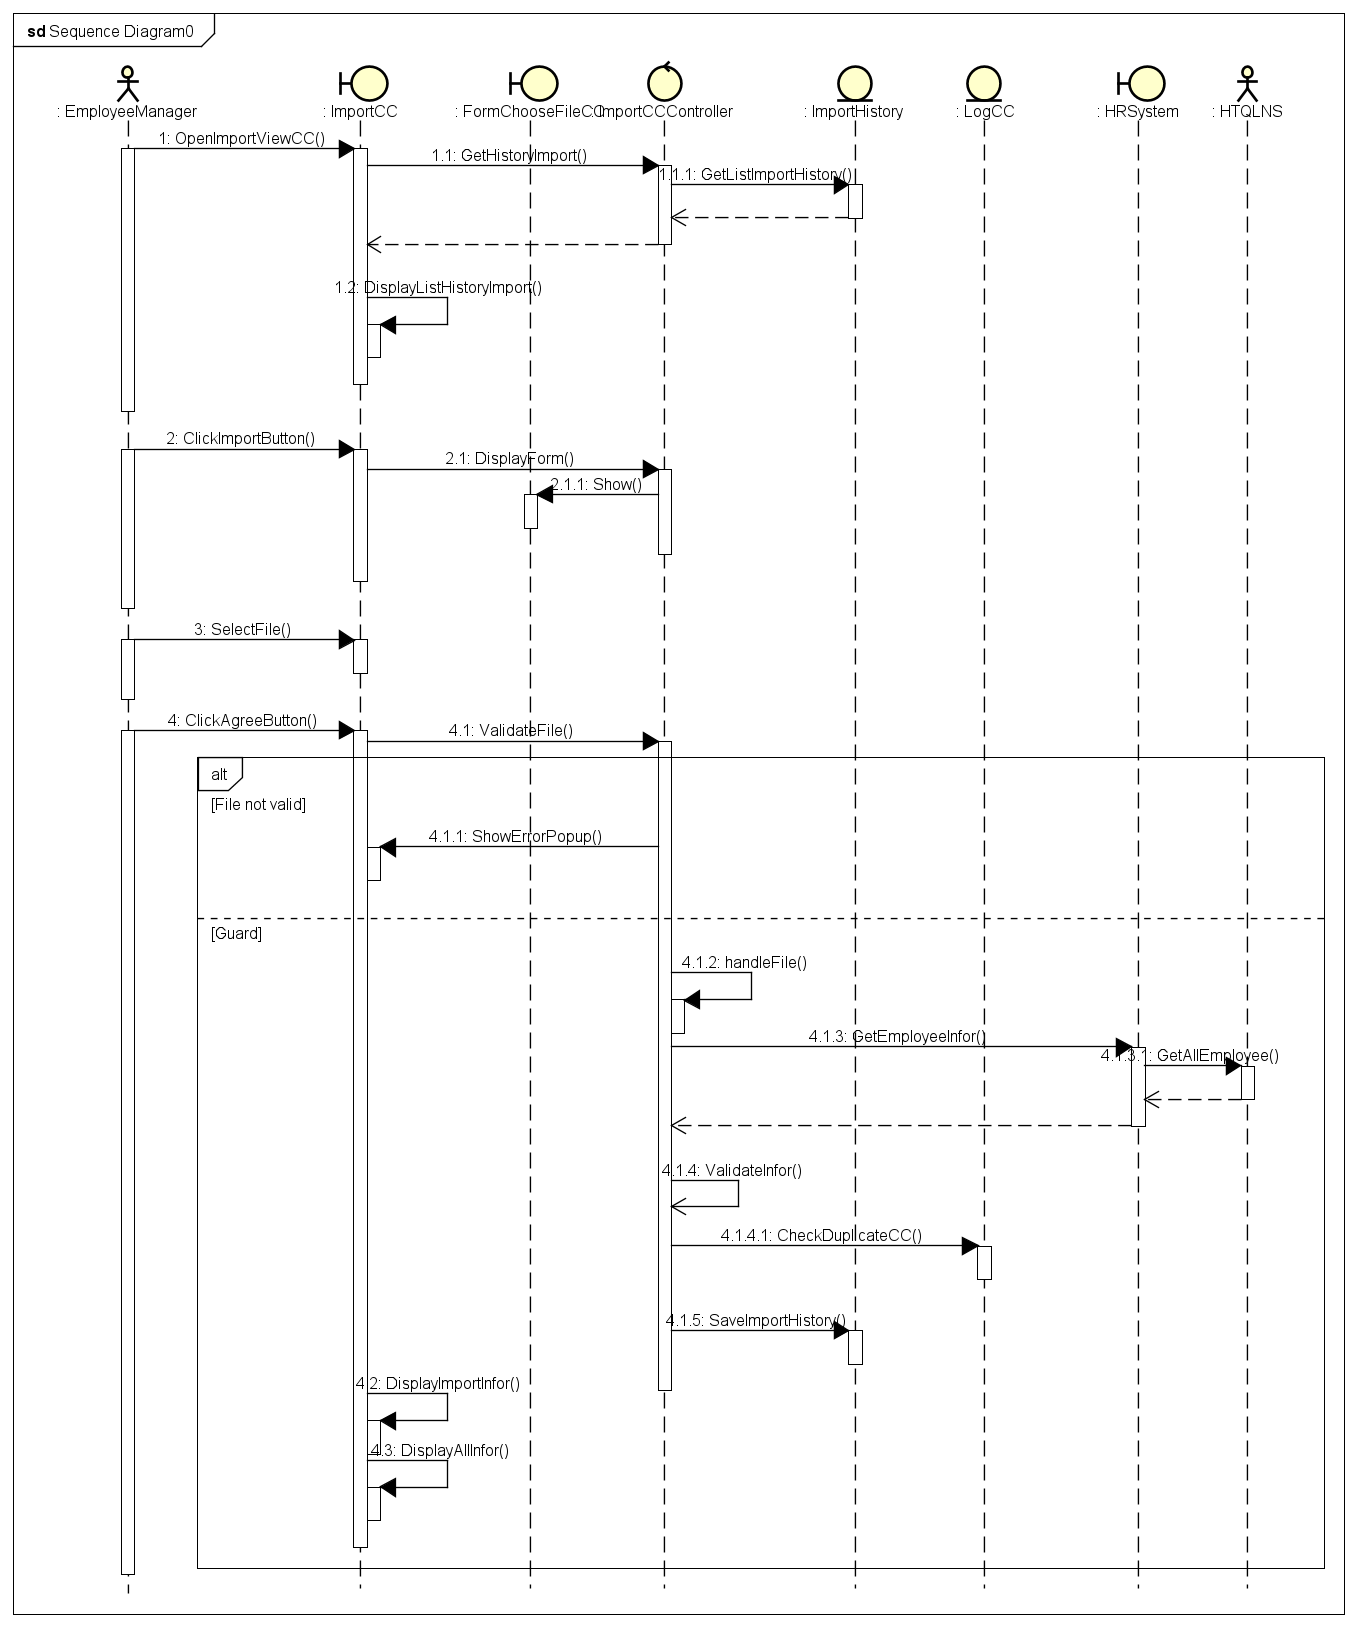 sd Sequence Diagram0
: EmployeeManager
: ImportCC
: FormChooseFileCC
ImportCCController
: ImportHistory
: LogCC
: HRSystem
: HTQLNS
1: OpenImportViewCC()
1.1: GetHistoryImport()
1.1.1: GetListImportHistory()
1.2: DisplayListHistoryImport()
2: ClickImportButton()
2.1: DisplayForm()
2.1.1: Show()
3: SelectFile()
4: ClickAgreeButton()
4.1: ValidateFile()
alt
[File not valid]
4.1.1: ShowErrorPopup()
[Guard]
4.1.2: handleFile()
4.1.3: GetEmployeeInfor()
4.1.3.1: GetAllEmployee()
4.1.4: ValidateInfor()
4.1.4.1: CheckDuplicateCC()
4.1.5: SaveImportHistory()
4.2: DisplayImportInfor()
4.3: DisplayAllInfor()